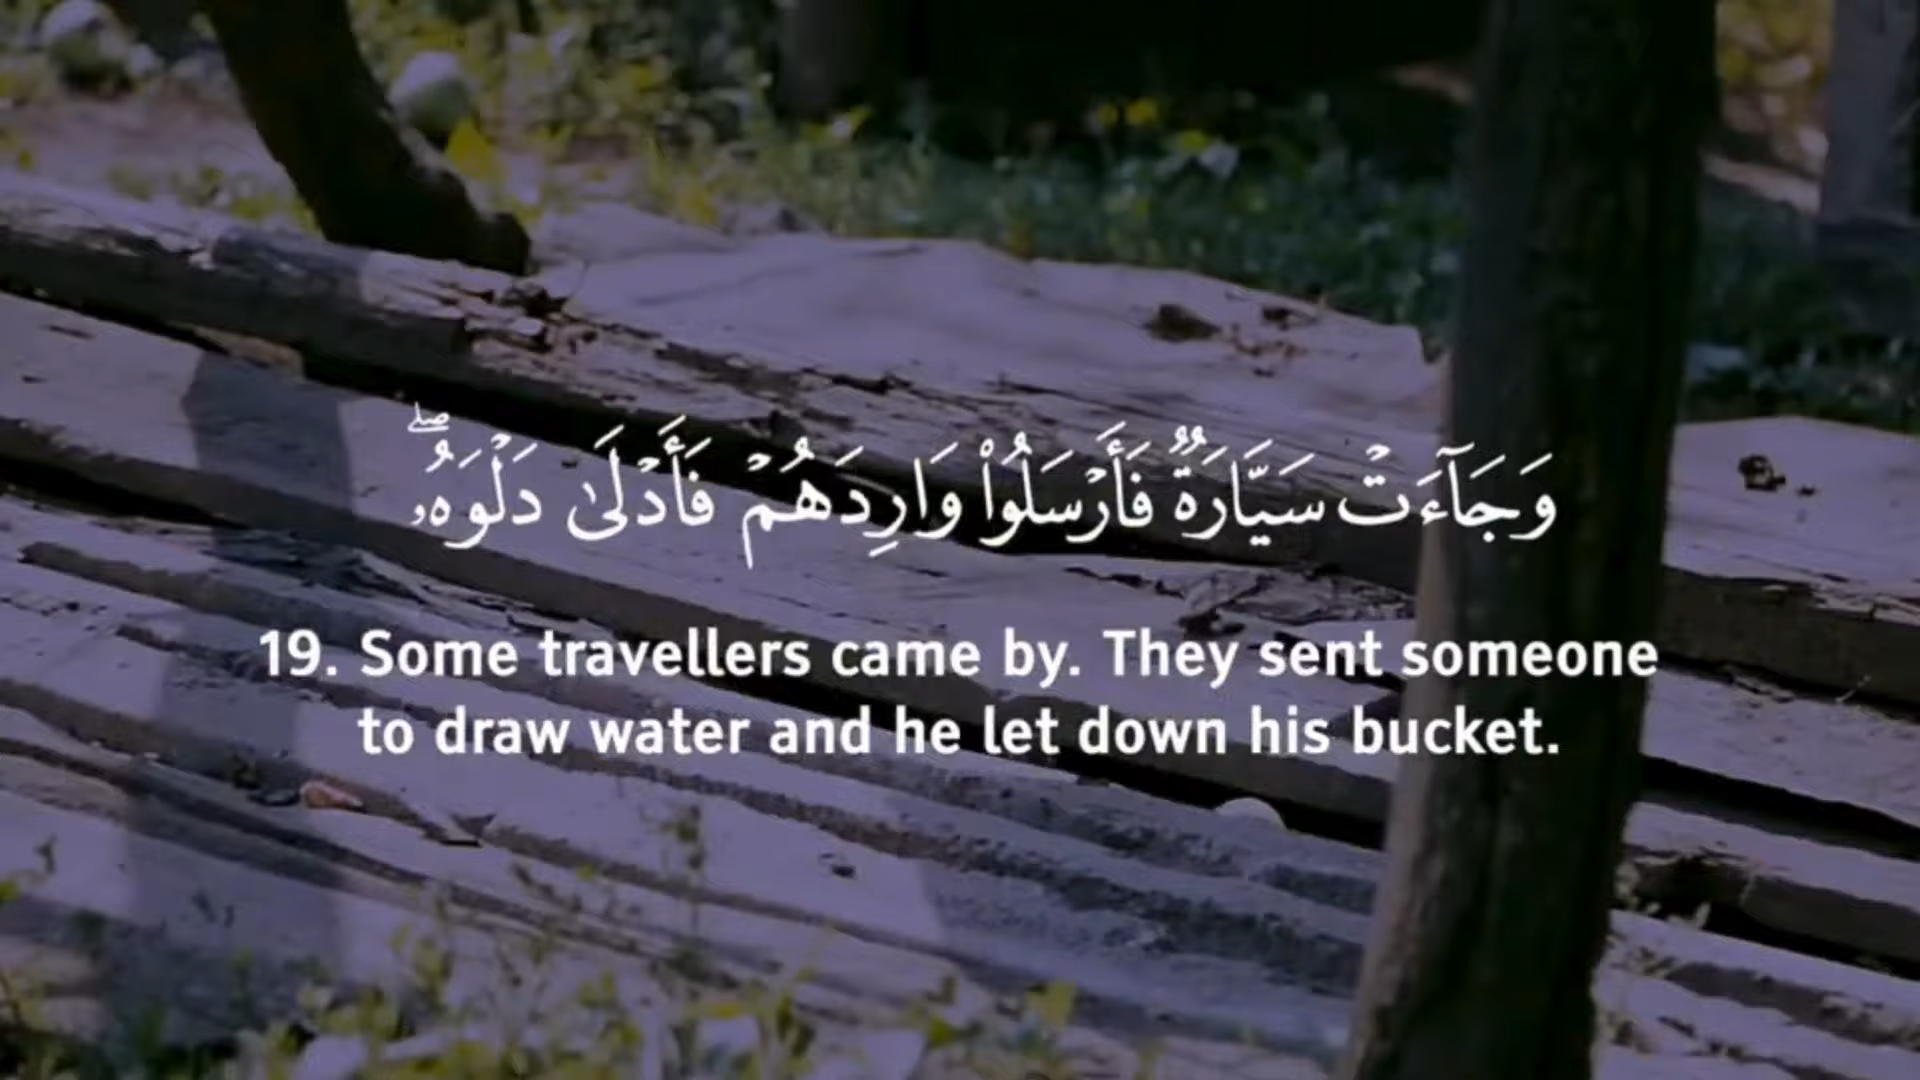 وَجَآءَتْ سَيَّارَةٌ فَأَرْسَلُوا۟ وَارِدَهُمْ فَأَدْلَىٰ دَلْوَهُۥ ۖ
19. Some travellers came by. They sent someone
to draw water and he let down his bucket.